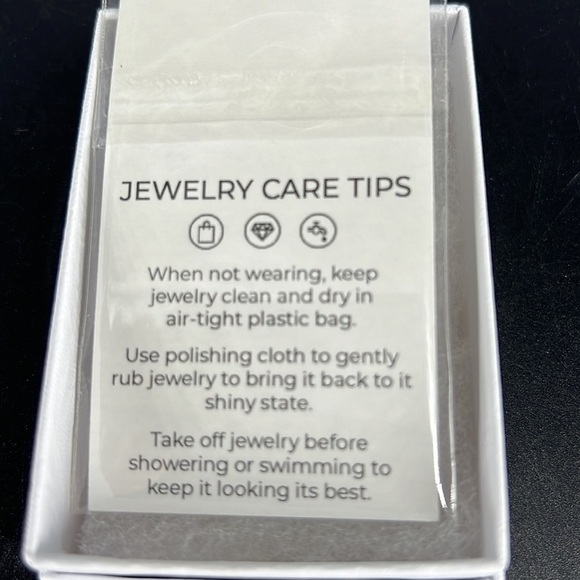 JEWELRY CARE TIPS
When not wearing, keep
jewelry clean and dry in
air-tight plastic bag.
Use polishing cloth to gently
rub jewelry to bring it back to it
shiny state.
Take off jewelry before
showering or swimming to
keep it looking its best.